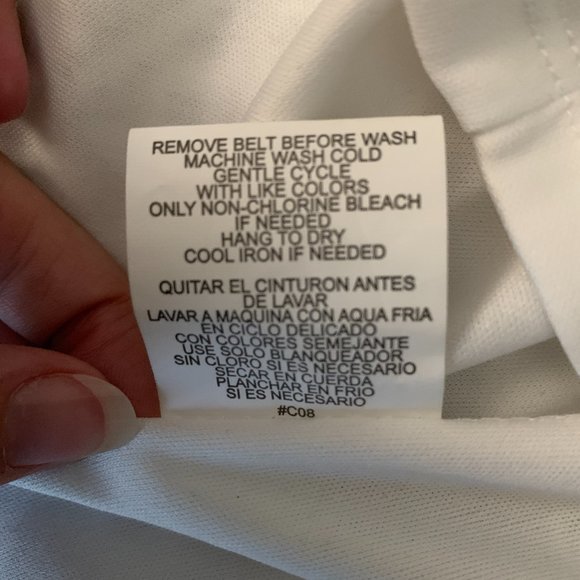 REMOVE BELT BEFORE WASH
MACHINE WASH COLD
GENTLE CYCLE
WITH LIKE COLORS
ONLY NON-CHLORINE BLEACH
IF NEEDED
HANG TO DRY
COOL IRON IF NEEDED
QUITAR EL CINTURON ANTES
DE LAVAR
LAVAR A MAQUINA CON AQUA FRIA
EN CICLO DELICADO
CON COLORES SEMEJANTE
USE SOLO BLANQUEADOR
SIN CLORO SI ES NECESARIO
SECAR EN CUERDA
PLANCHAR EN FRIO
SI ES NECESARIO
#C08